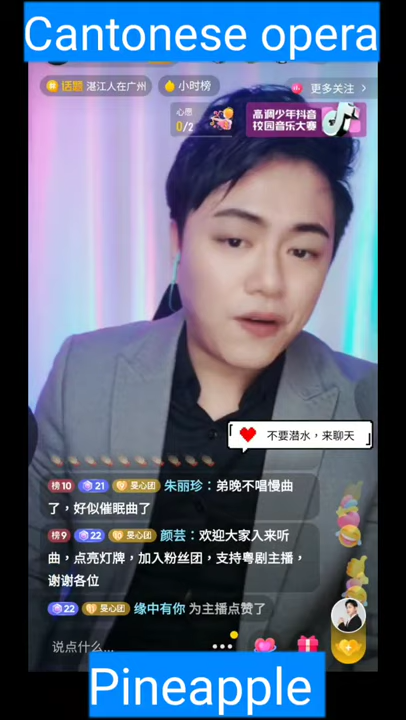 Cantonese opera
话题 湛江人在广州
小时榜
更多关注 >
心愿
0/2
高调少年抖音
校园音乐大赛
不要潜水，来聊天
榜10 21 旻心团 朱丽珍：弟晚不唱慢曲
了，好似催眠曲了
榜9 22 旻心团 颜芸：欢迎大家入来听
曲，点亮灯牌，加入粉丝团，支持粤剧主播，
谢谢各位
22 旻心团 缘中有你 为主播点赞了
说点什么...
Pineapple